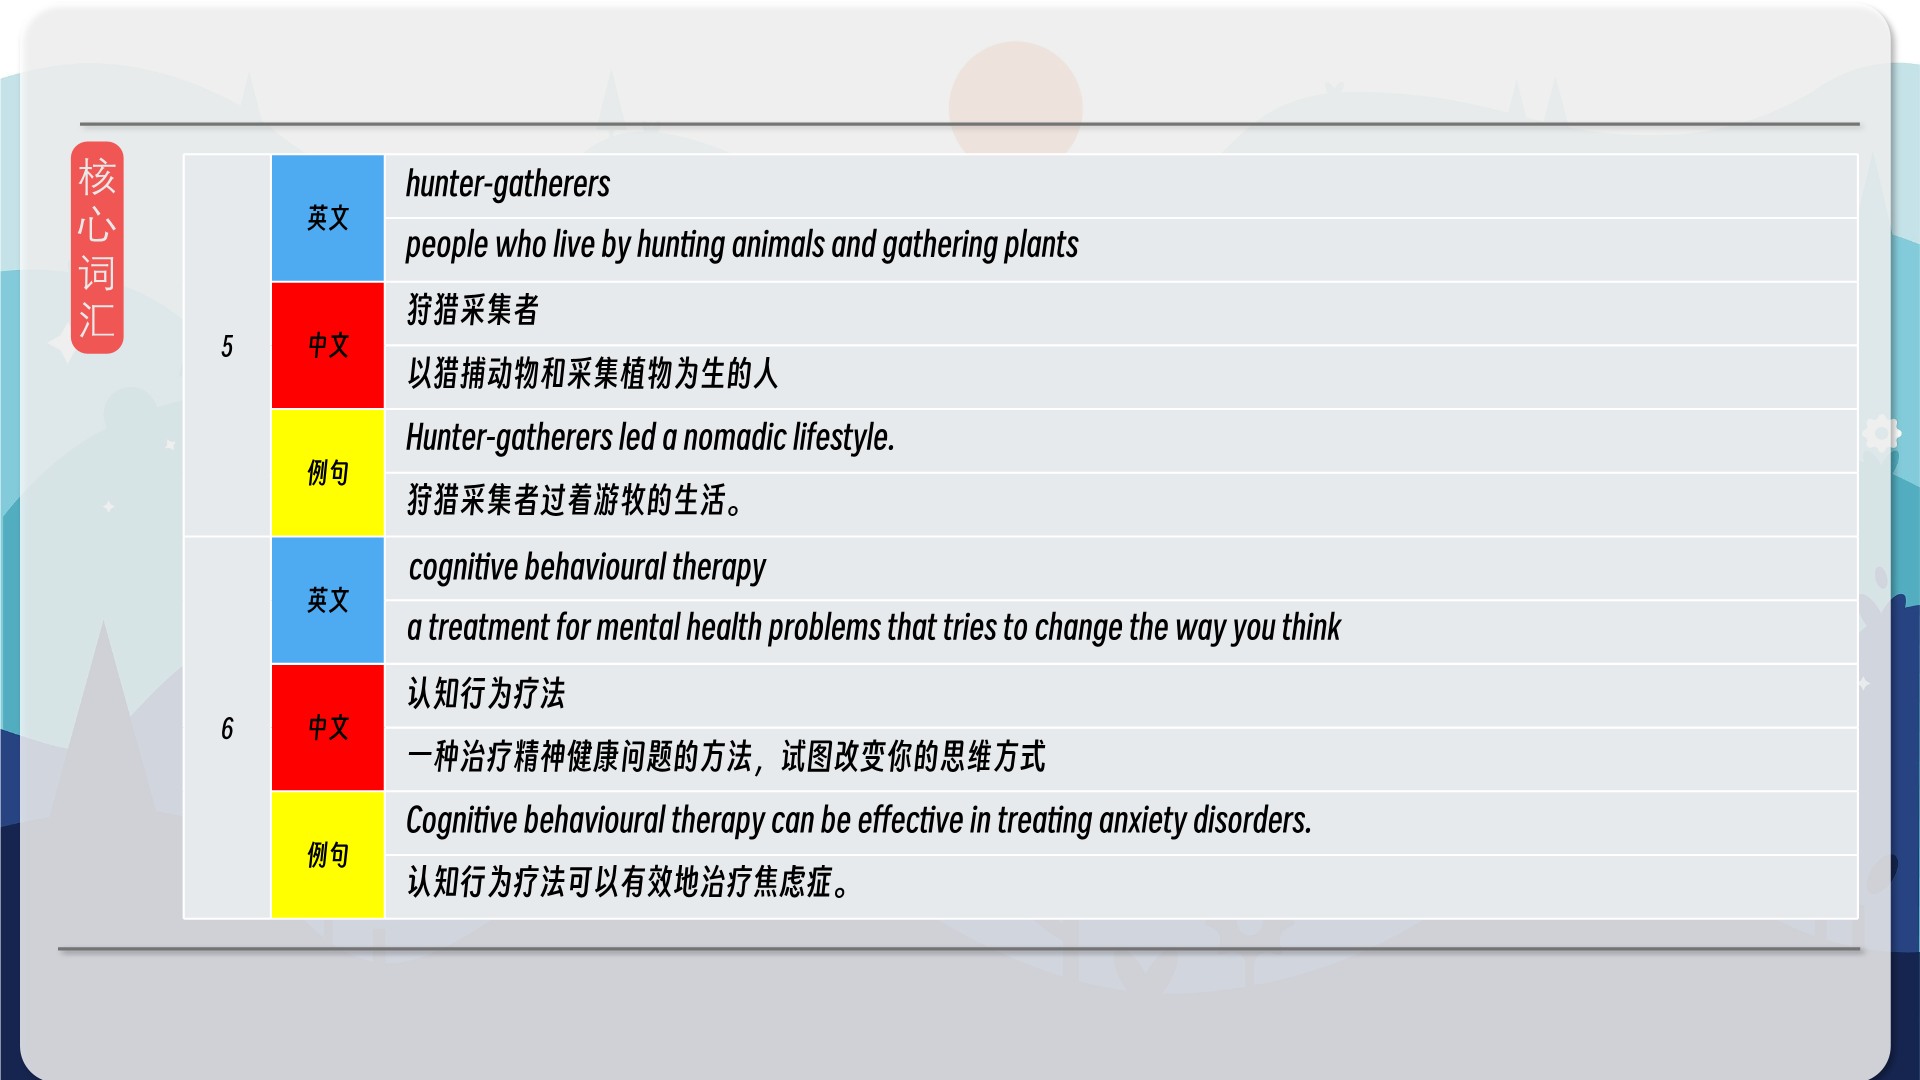 核心词汇
5
英文
hunter-gatherers
people who live by hunting animals and gathering plants
中文
狩猎采集者
以猎捕动物和采集植物为生的人
例句
Hunter-gatherers led a nomadic lifestyle.
狩猎采集者过着游牧的生活。
6
英文
cognitive behavioural therapy
a treatment for mental health problems that tries to change the way you think
中文
认知行为疗法
一种治疗精神健康问题的方法，试图改变你的思维方式
例句
Cognitive behavioural therapy can be effective in treating anxiety disorders.
认知行为疗法可以有效地治疗焦虑症。